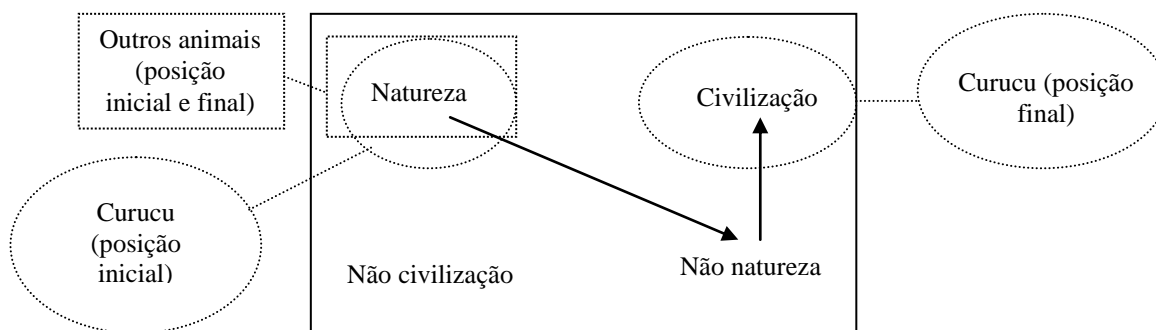 Outros animais
(posição
inicial e final)
Natureza
Civilização
Curucu (posição
final)
Curucu
(posição
inicial)
Não civilização
Não natureza